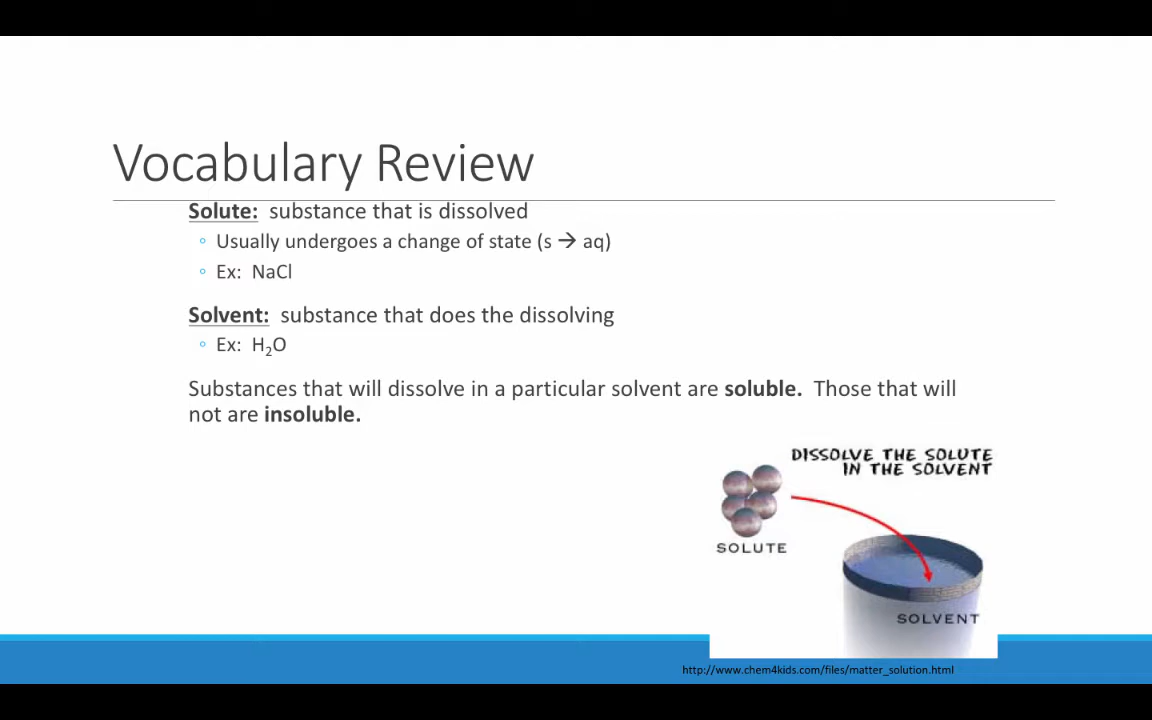 Vocabulary Review
Solute: substance that is dissolved
◦ Usually undergoes a change of state (s → aq)
◦ Ex: NaCl
Solvent: substance that does the dissolving
◦ Ex: H₂O
Substances that will dissolve in a particular solvent are soluble. Those that will
not are insoluble.
DISSOLVE THE SOLUTE
IN THE SOLVENT
SOLUTE
SOLVENT
http://www.chem4kids.com/files/matter_solution.html